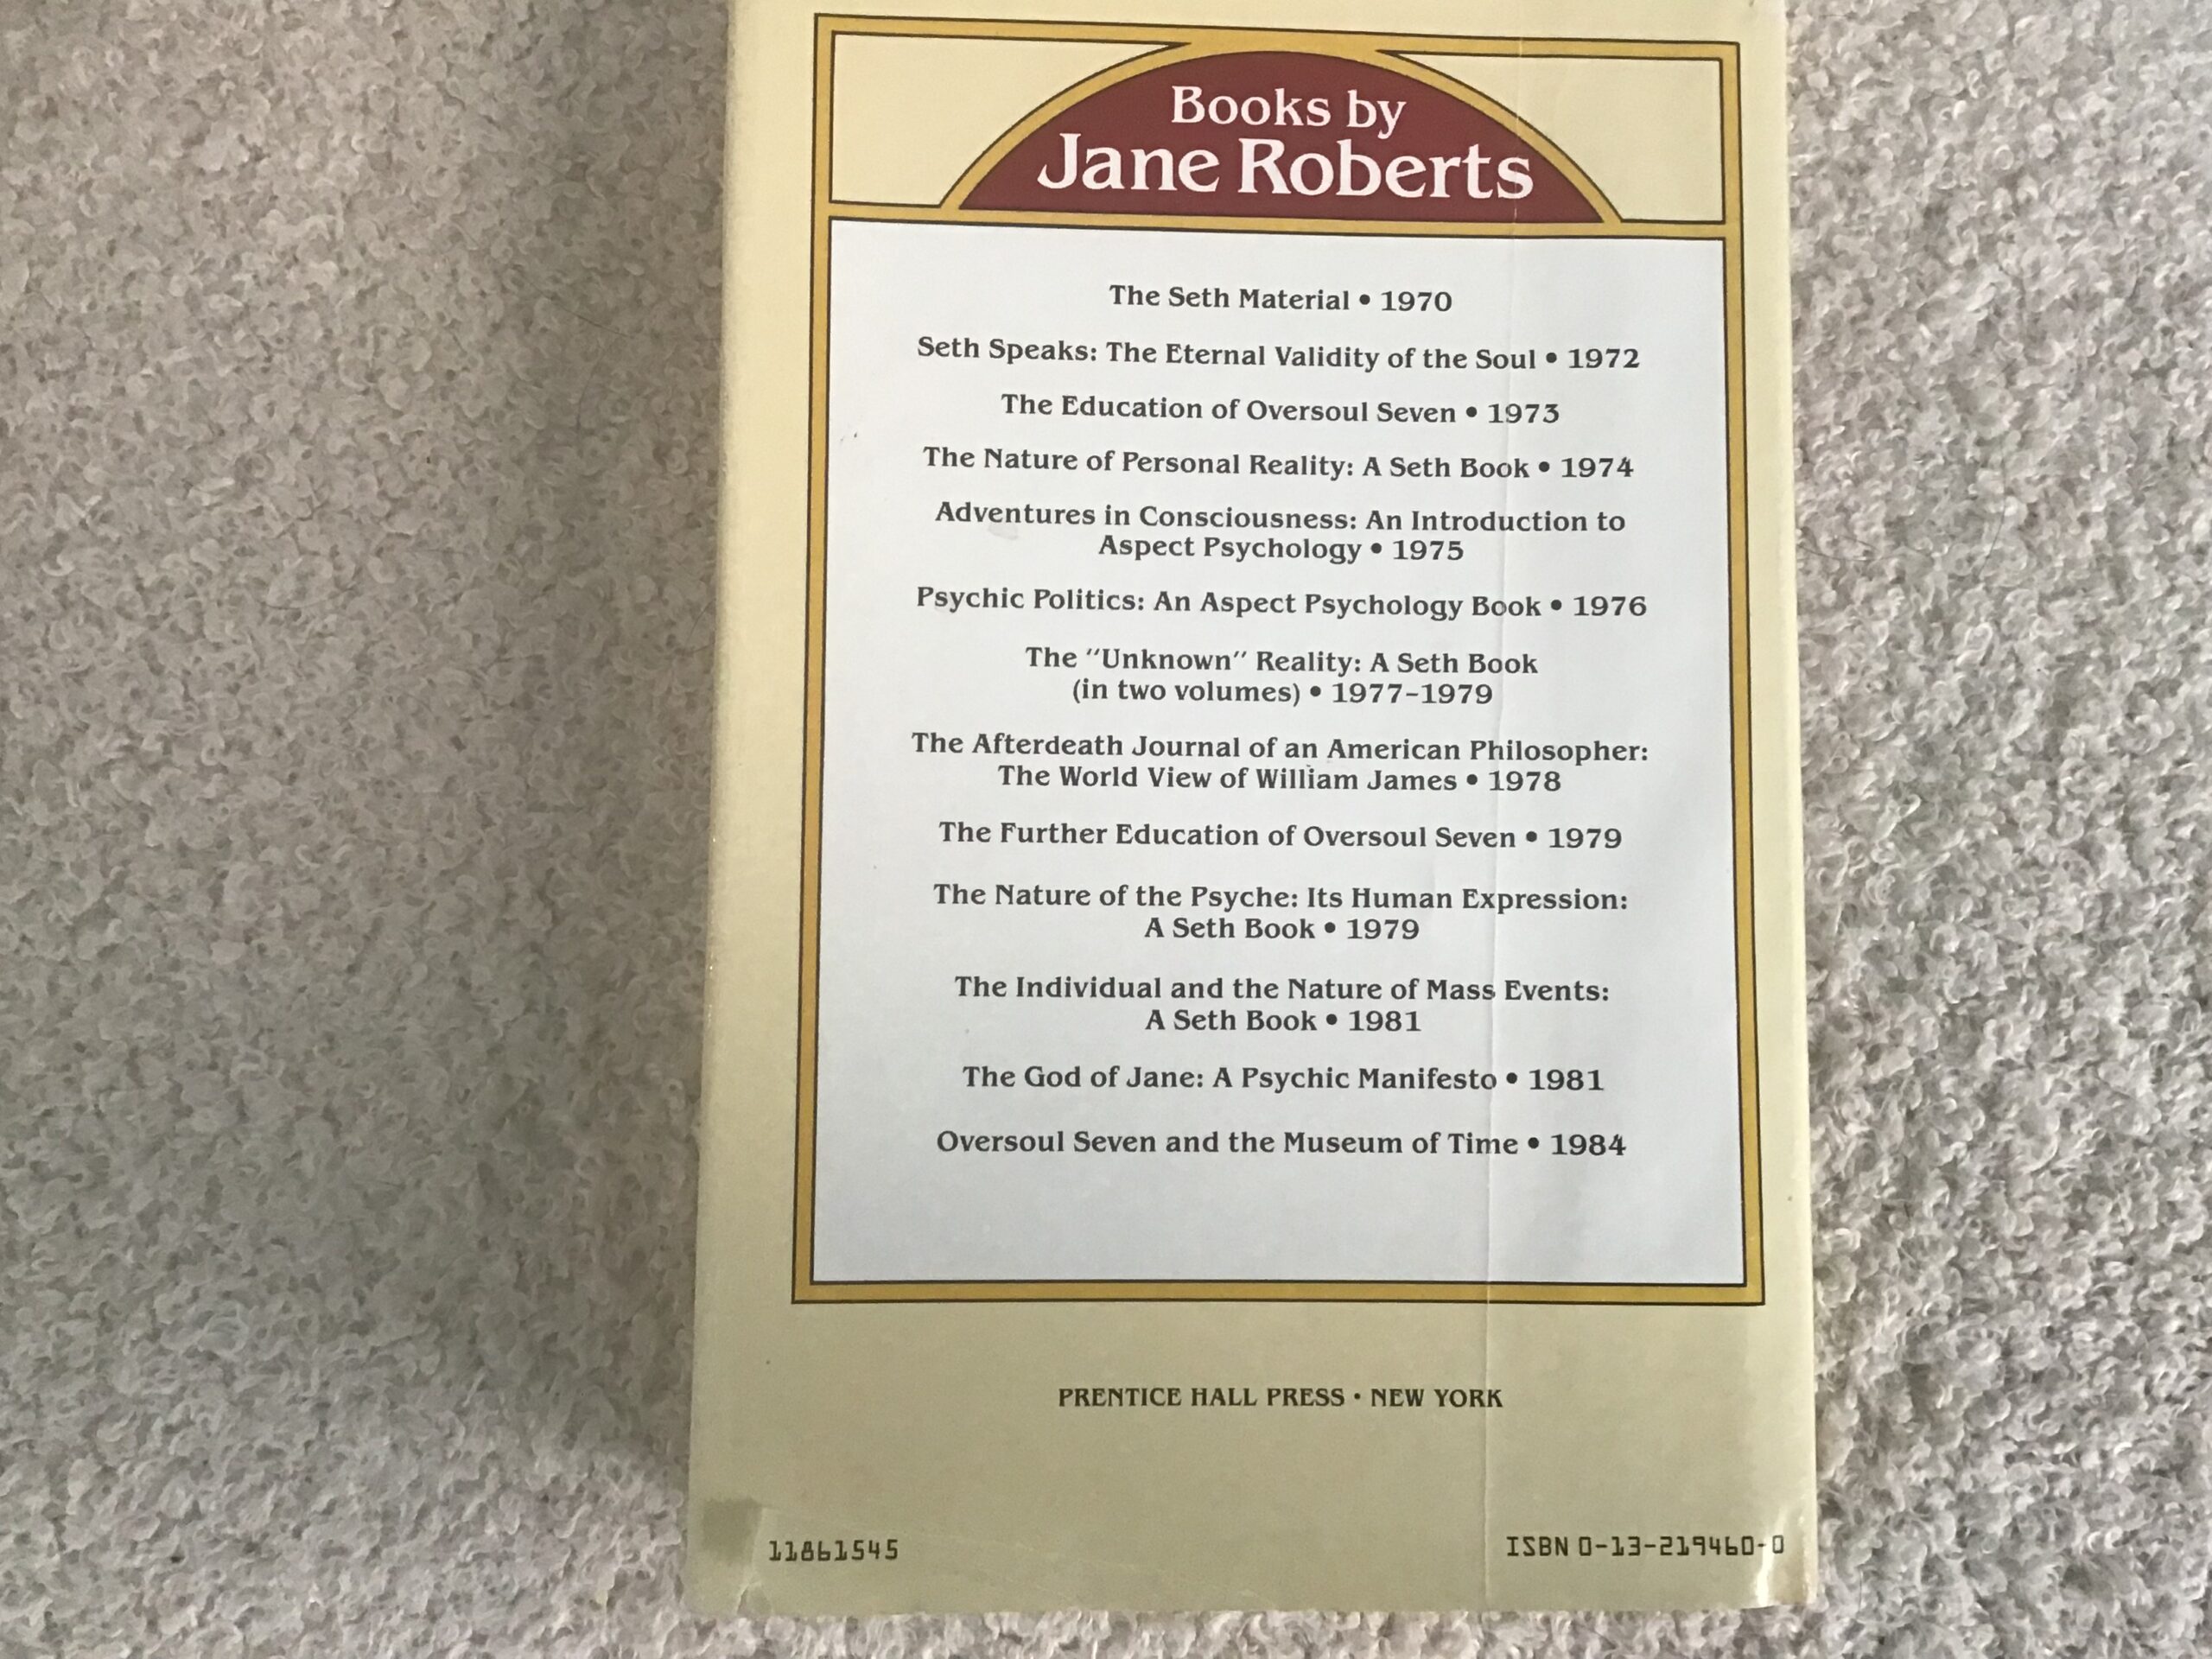 Books by
Jane Roberts
The Seth Material • 1970
Seth Speaks: The Eternal Validity of the Soul • 1972
The Education of Oversoul Seven • 1973
The Nature of Personal Reality: A Seth Book • 1974
Adventures in Consciousness: An Introduction to
Aspect Psychology • 1975
Psychic Politics: An Aspect Psychology Book • 1976
The "Unknown" Reality: A Seth Book
(in two volumes) • 1977–1979
The Afterdeath Journal of an American Philosopher:
The World View of William James • 1978
The Further Education of Oversoul Seven • 1979
The Nature of the Psyche: Its Human Expression:
A Seth Book • 1979
The Individual and the Nature of Mass Events:
A Seth Book • 1981
The God of Jane: A Psychic Manifesto • 1981
Oversoul Seven and the Museum of Time • 1984
PRENTICE HALL PRESS • NEW YORK
11861545
ISBN 0-13-219460-0